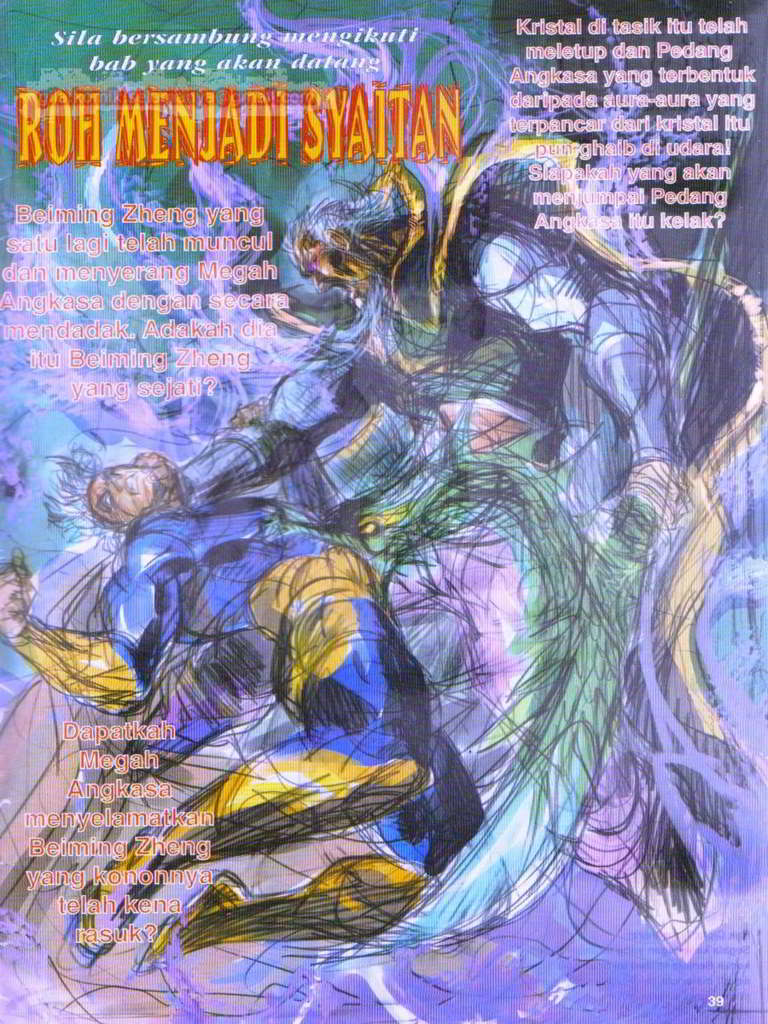 Sila bersambung mengikuti
bab yang akan datang
ROH MENJADI SYAITAN
Kristal di tasik itu telah
meletup dan Pedang
Angkasa yang terbentuk
daripada aura-aura yang
terpancar dari kristal itu
pun ghaib di udara!
Siapakah yang akan
menjumpai Pedang
Angkasa itu kelak?
Beiming Zheng yang
satu lagi telah muncul
dan menyerang Megah
Angkasa dengan secara
mendadak. Adakah dia
itu Beiming Zheng
yang sejati?
Dapatkah
Megah
Angkasa
menyelamatkan
Beiming Zheng
yang kononnya
telah kena
rasuk?
39